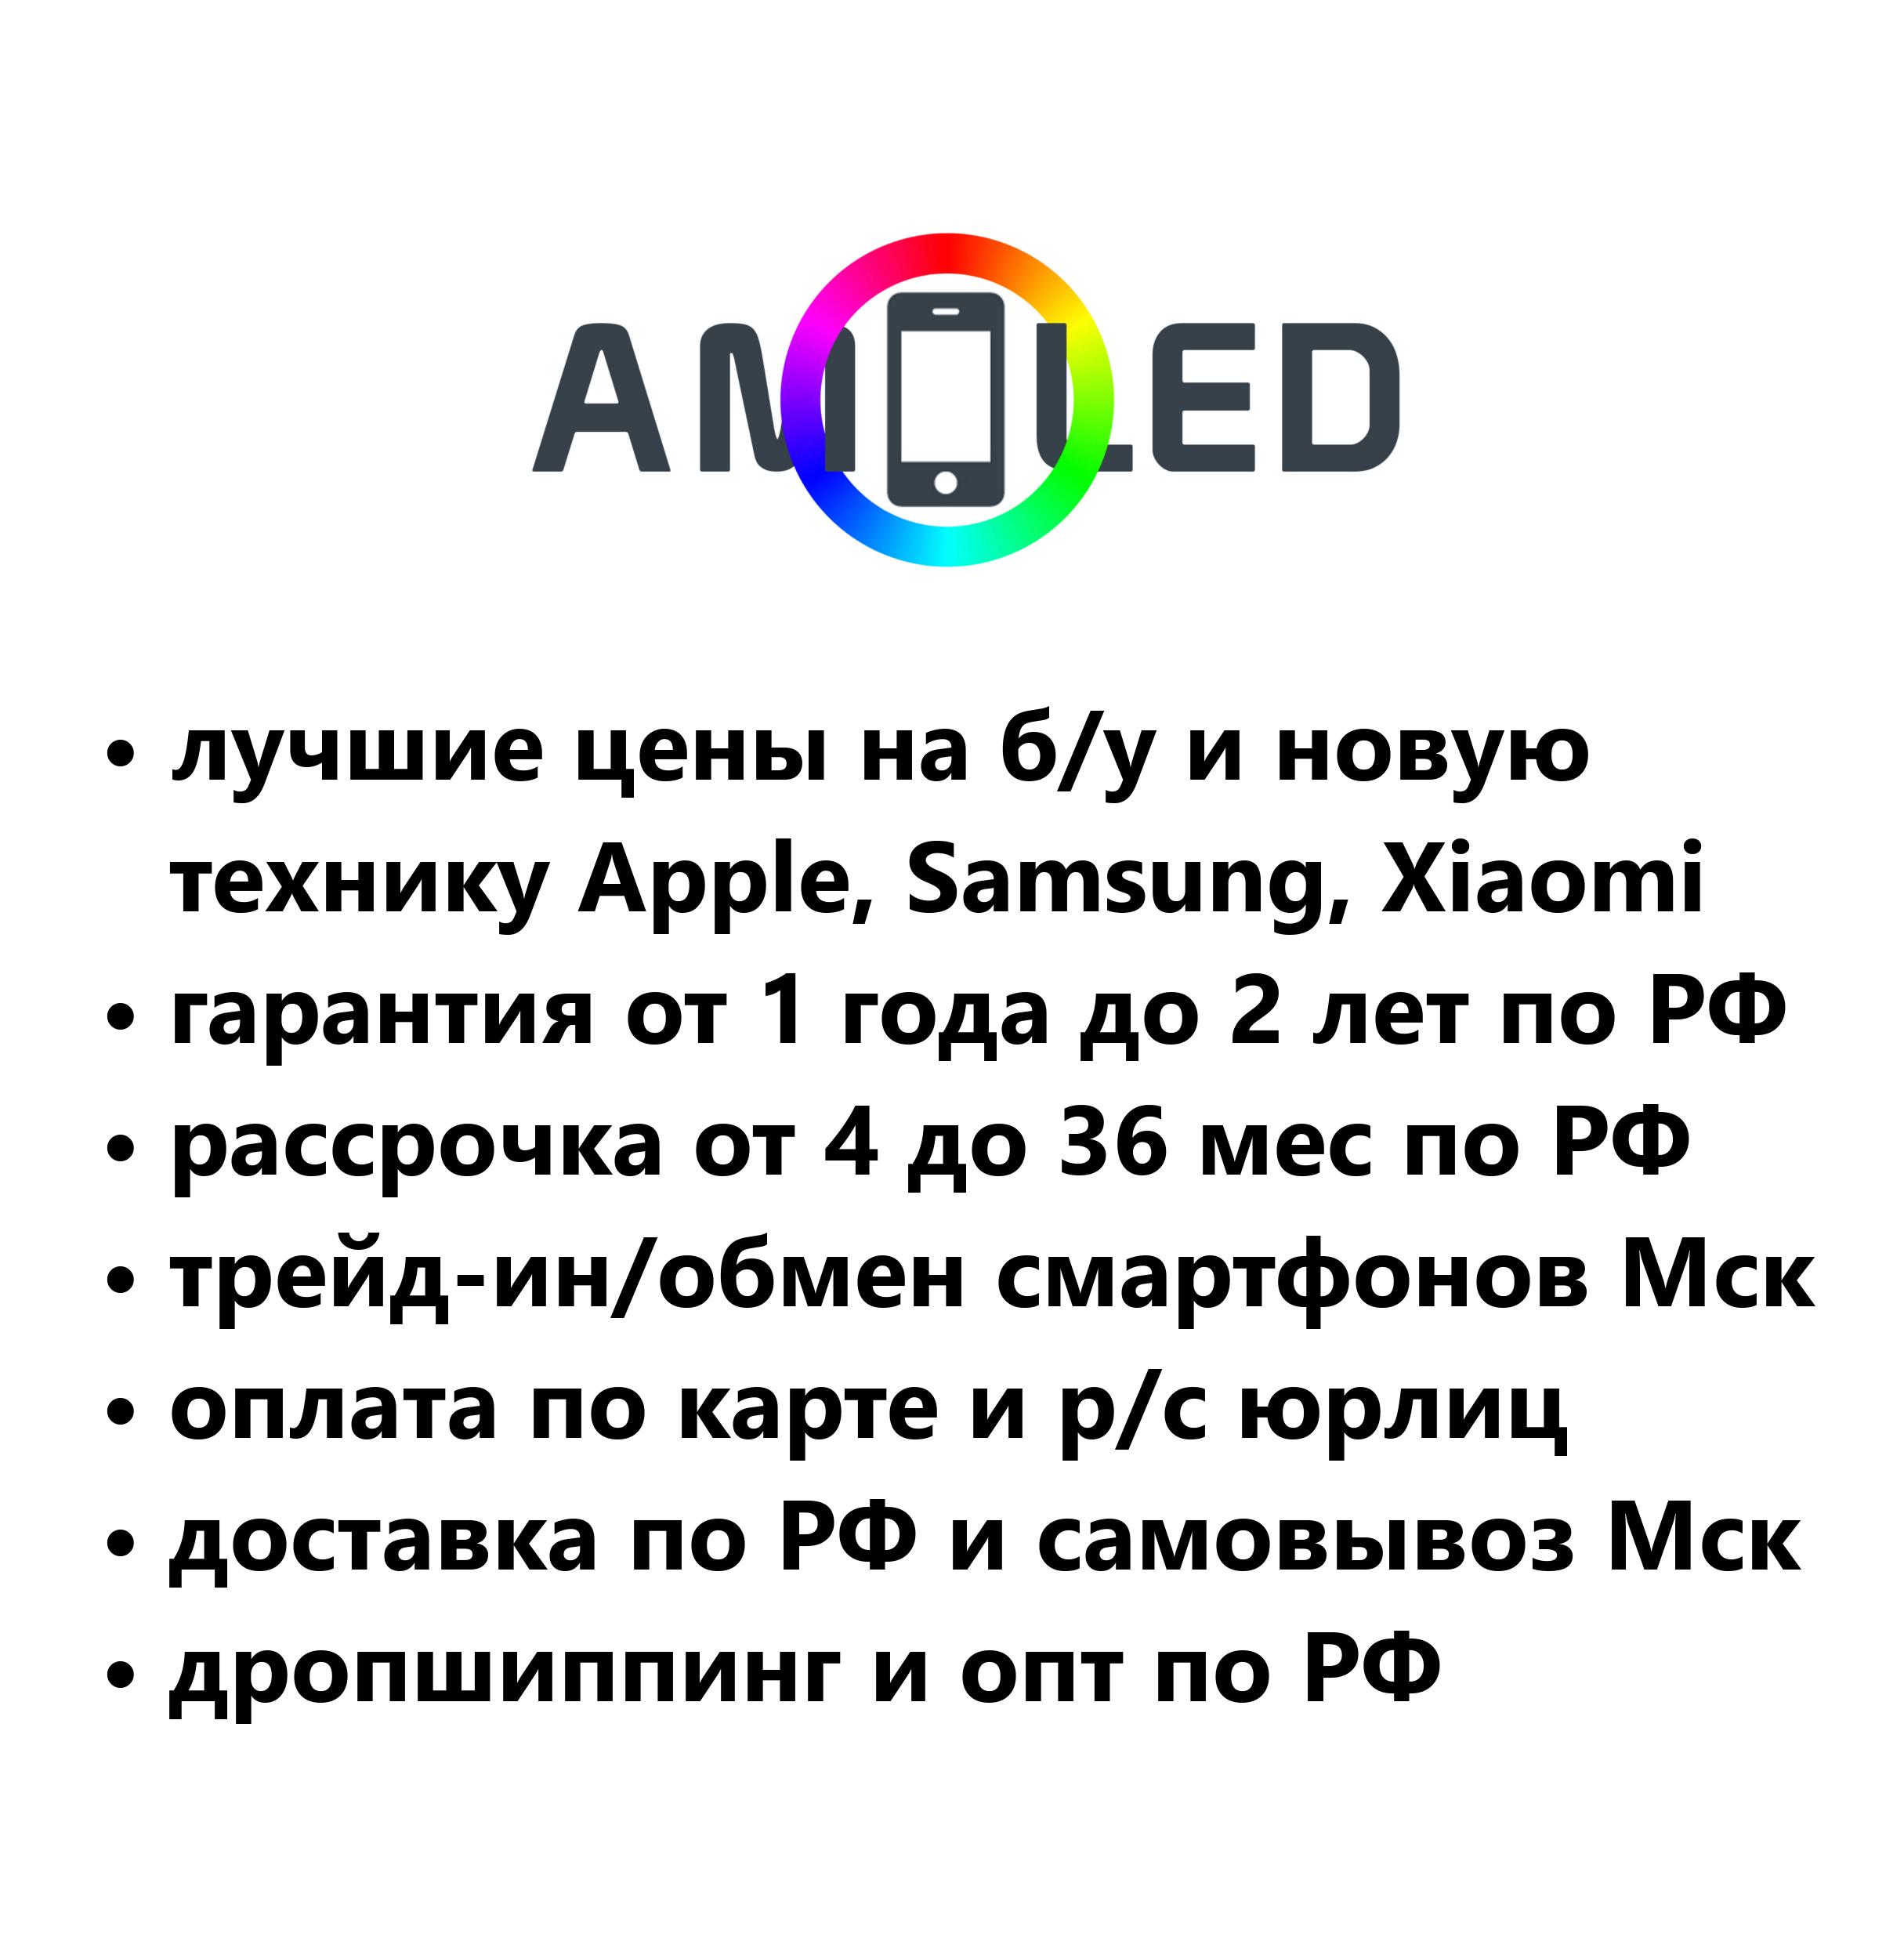 AMOLED
• лучшие цены на б/у и новую
технику Apple, Samsung, Xiaomi
• гарантия от 1 года до 2 лет по РФ
• рассрочка от 4 до 36 мес по РФ
• трейд-ин/обмен смартфонов Мск
• оплата по карте и р/с юрлиц
• доставка по РФ и самовывоз Мск
• дропшиппинг и опт по РФ